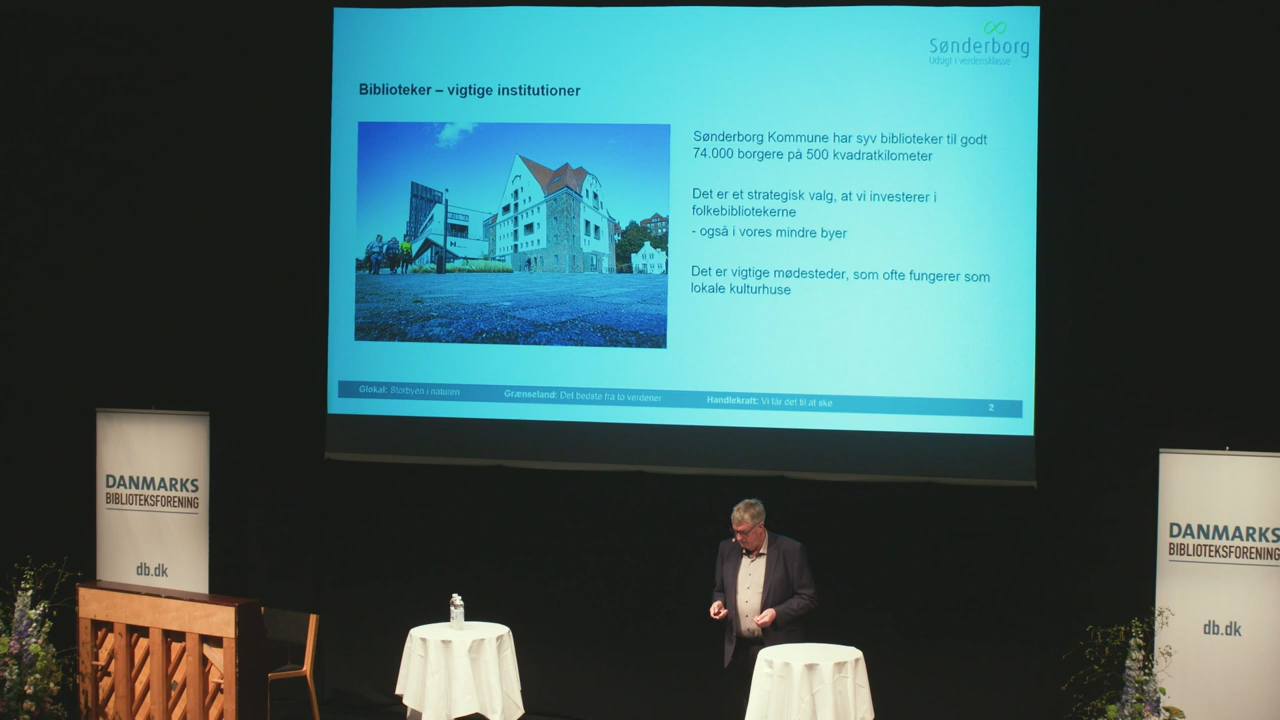 Sønderborg
Udsigt i verdensklasse
Biblioteker – vigtige institutioner
Sønderborg Kommune har syv biblioteker til godt
74.000 borgere på 500 kvadratkilometer
Det er et strategisk valg, at vi investerer i
folkebibliotekerne
- også i vores mindre byer
Det er vigtige mødesteder, som ofte fungerer som
lokale kulturhuse
Glokal: Storbyen i naturen
Grænseland: Det bedste fra to verdener
Handlekraft: Vi får det til at ske
2
DANMARKS
BIBLIOTEKSFORENING
db.dk
DANMARKS
BIBLIOTEKSFORENING
db.dk